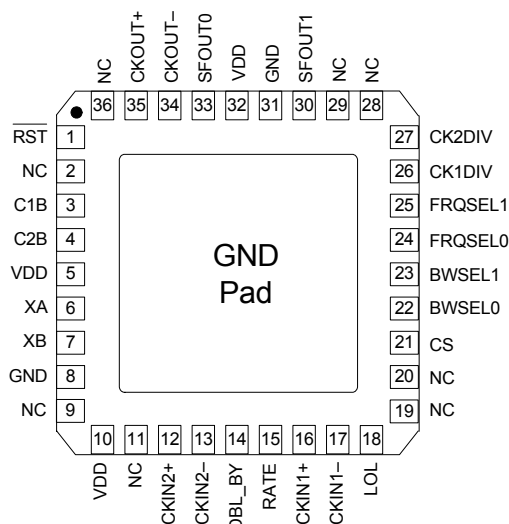 NC CKOUT+ CKOUT– SFOUT0 VDD GND SFOUT1 NC NC
36 35 34 33 32 31 30 29 28
RST 1
NC 2
C1B 3
C2B 4
VDD 5
XA 6
XB 7
GND 8
NC 9
GND
Pad
27 CK2DIV
26 CK1DIV
25 FRQSEL1
24 FRQSEL0
23 BWSEL1
22 BWSEL0
21 CS
20 NC
19 NC
10 11 12 13 14 15 16 17 18
VDD NC CKIN2+ CKIN2– DBL_BY RATE CKIN1+ CKIN1– LOL